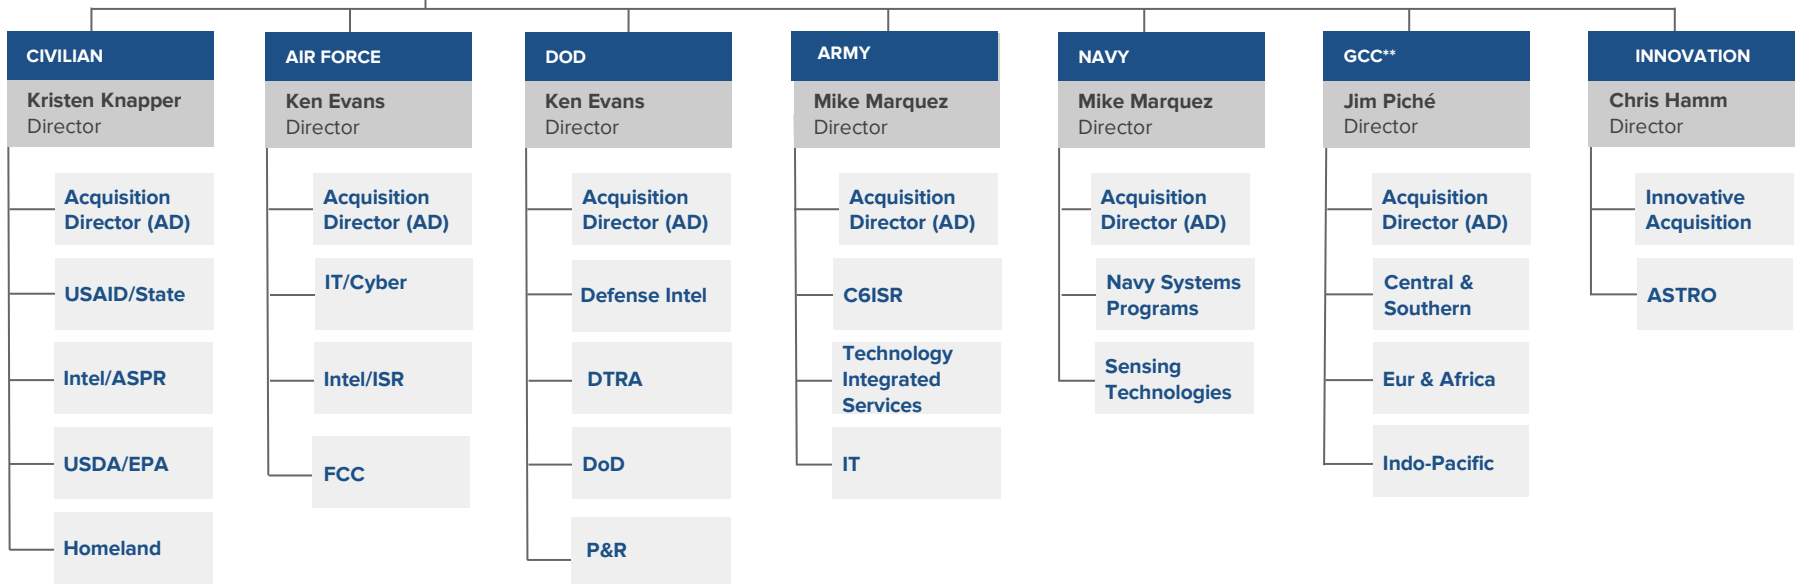 CIVILIAN
Kristen Knapper
Director
Acquisition
Director (AD)
USAID/State
Intel/ASPR
USDA/EPA
Homeland
AIR FORCE
Ken Evans
Director
Acquisition
Director (AD)
IT/Cyber
Intel/ISR
FCC
DOD
Ken Evans
Director
Acquisition
Director (AD)
Defense Intel
DTRA
DoD
P&R
ARMY
Mike Marquez
Director
Acquisition
Director (AD)
C6ISR
Technology
Integrated
Services
IT
NAVY
Mike Marquez
Director
Acquisition
Director (AD)
Navy Systems
Programs
Sensing
Technologies
GCC**
Jim Piché
Director
Acquisition
Director (AD)
Central &
Southern
Eur & Africa
Indo-Pacific
INNOVATION
Chris Hamm
Director
Innovative
Acquisition
ASTRO